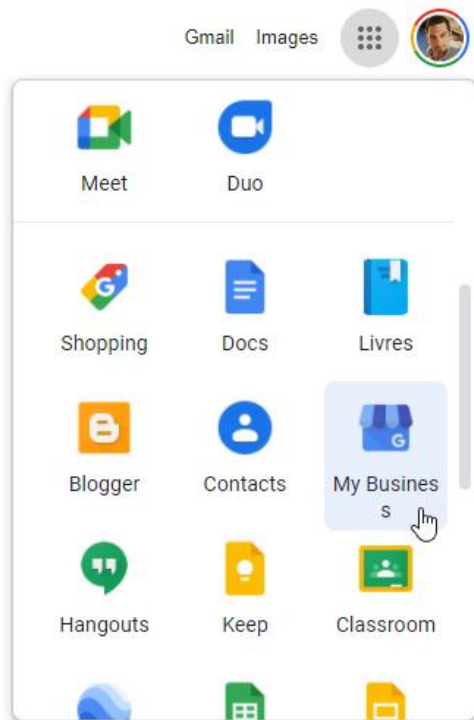 Gmail Images
Meet Duo
Shopping Docs Livres
Blogger Contacts My Busines
s
Hangouts Keep Classroom